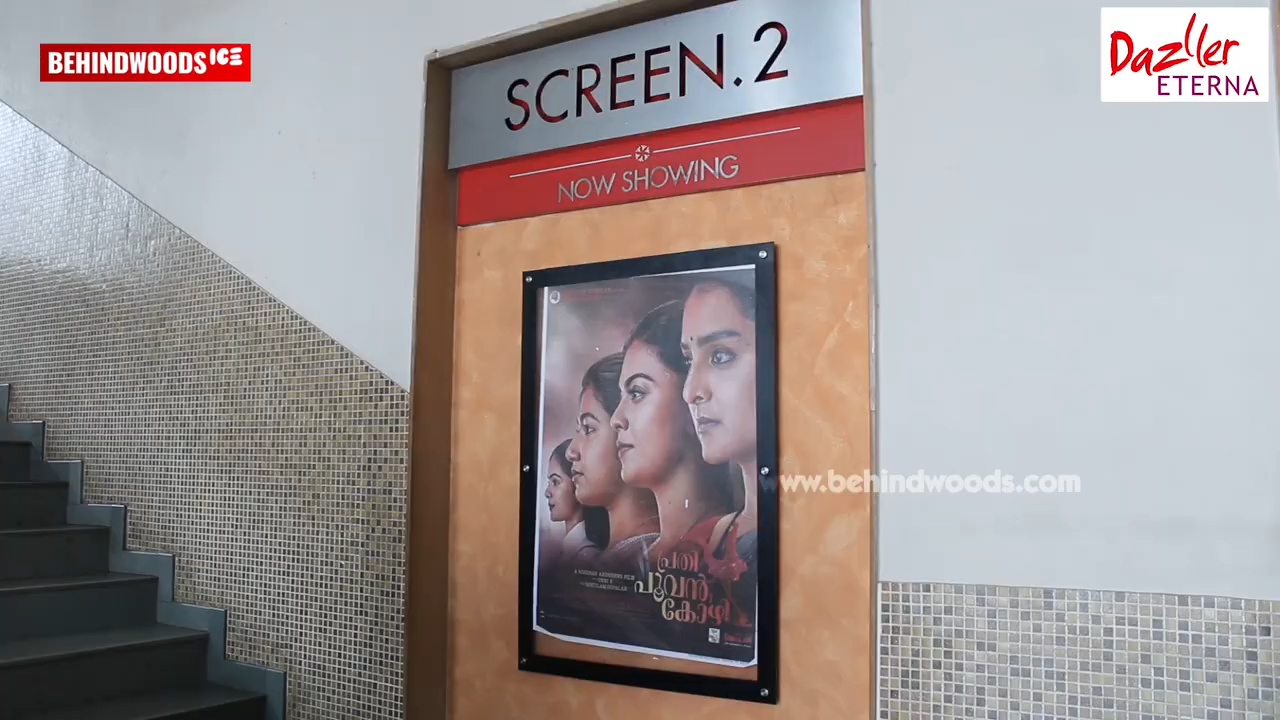 BEHINDWOODS ICE
Dazller
ETERNA
SCREEN.2
NOW SHOWING
www.behindwoods.com
പ്രതി
പൂവൻ
കോഴി